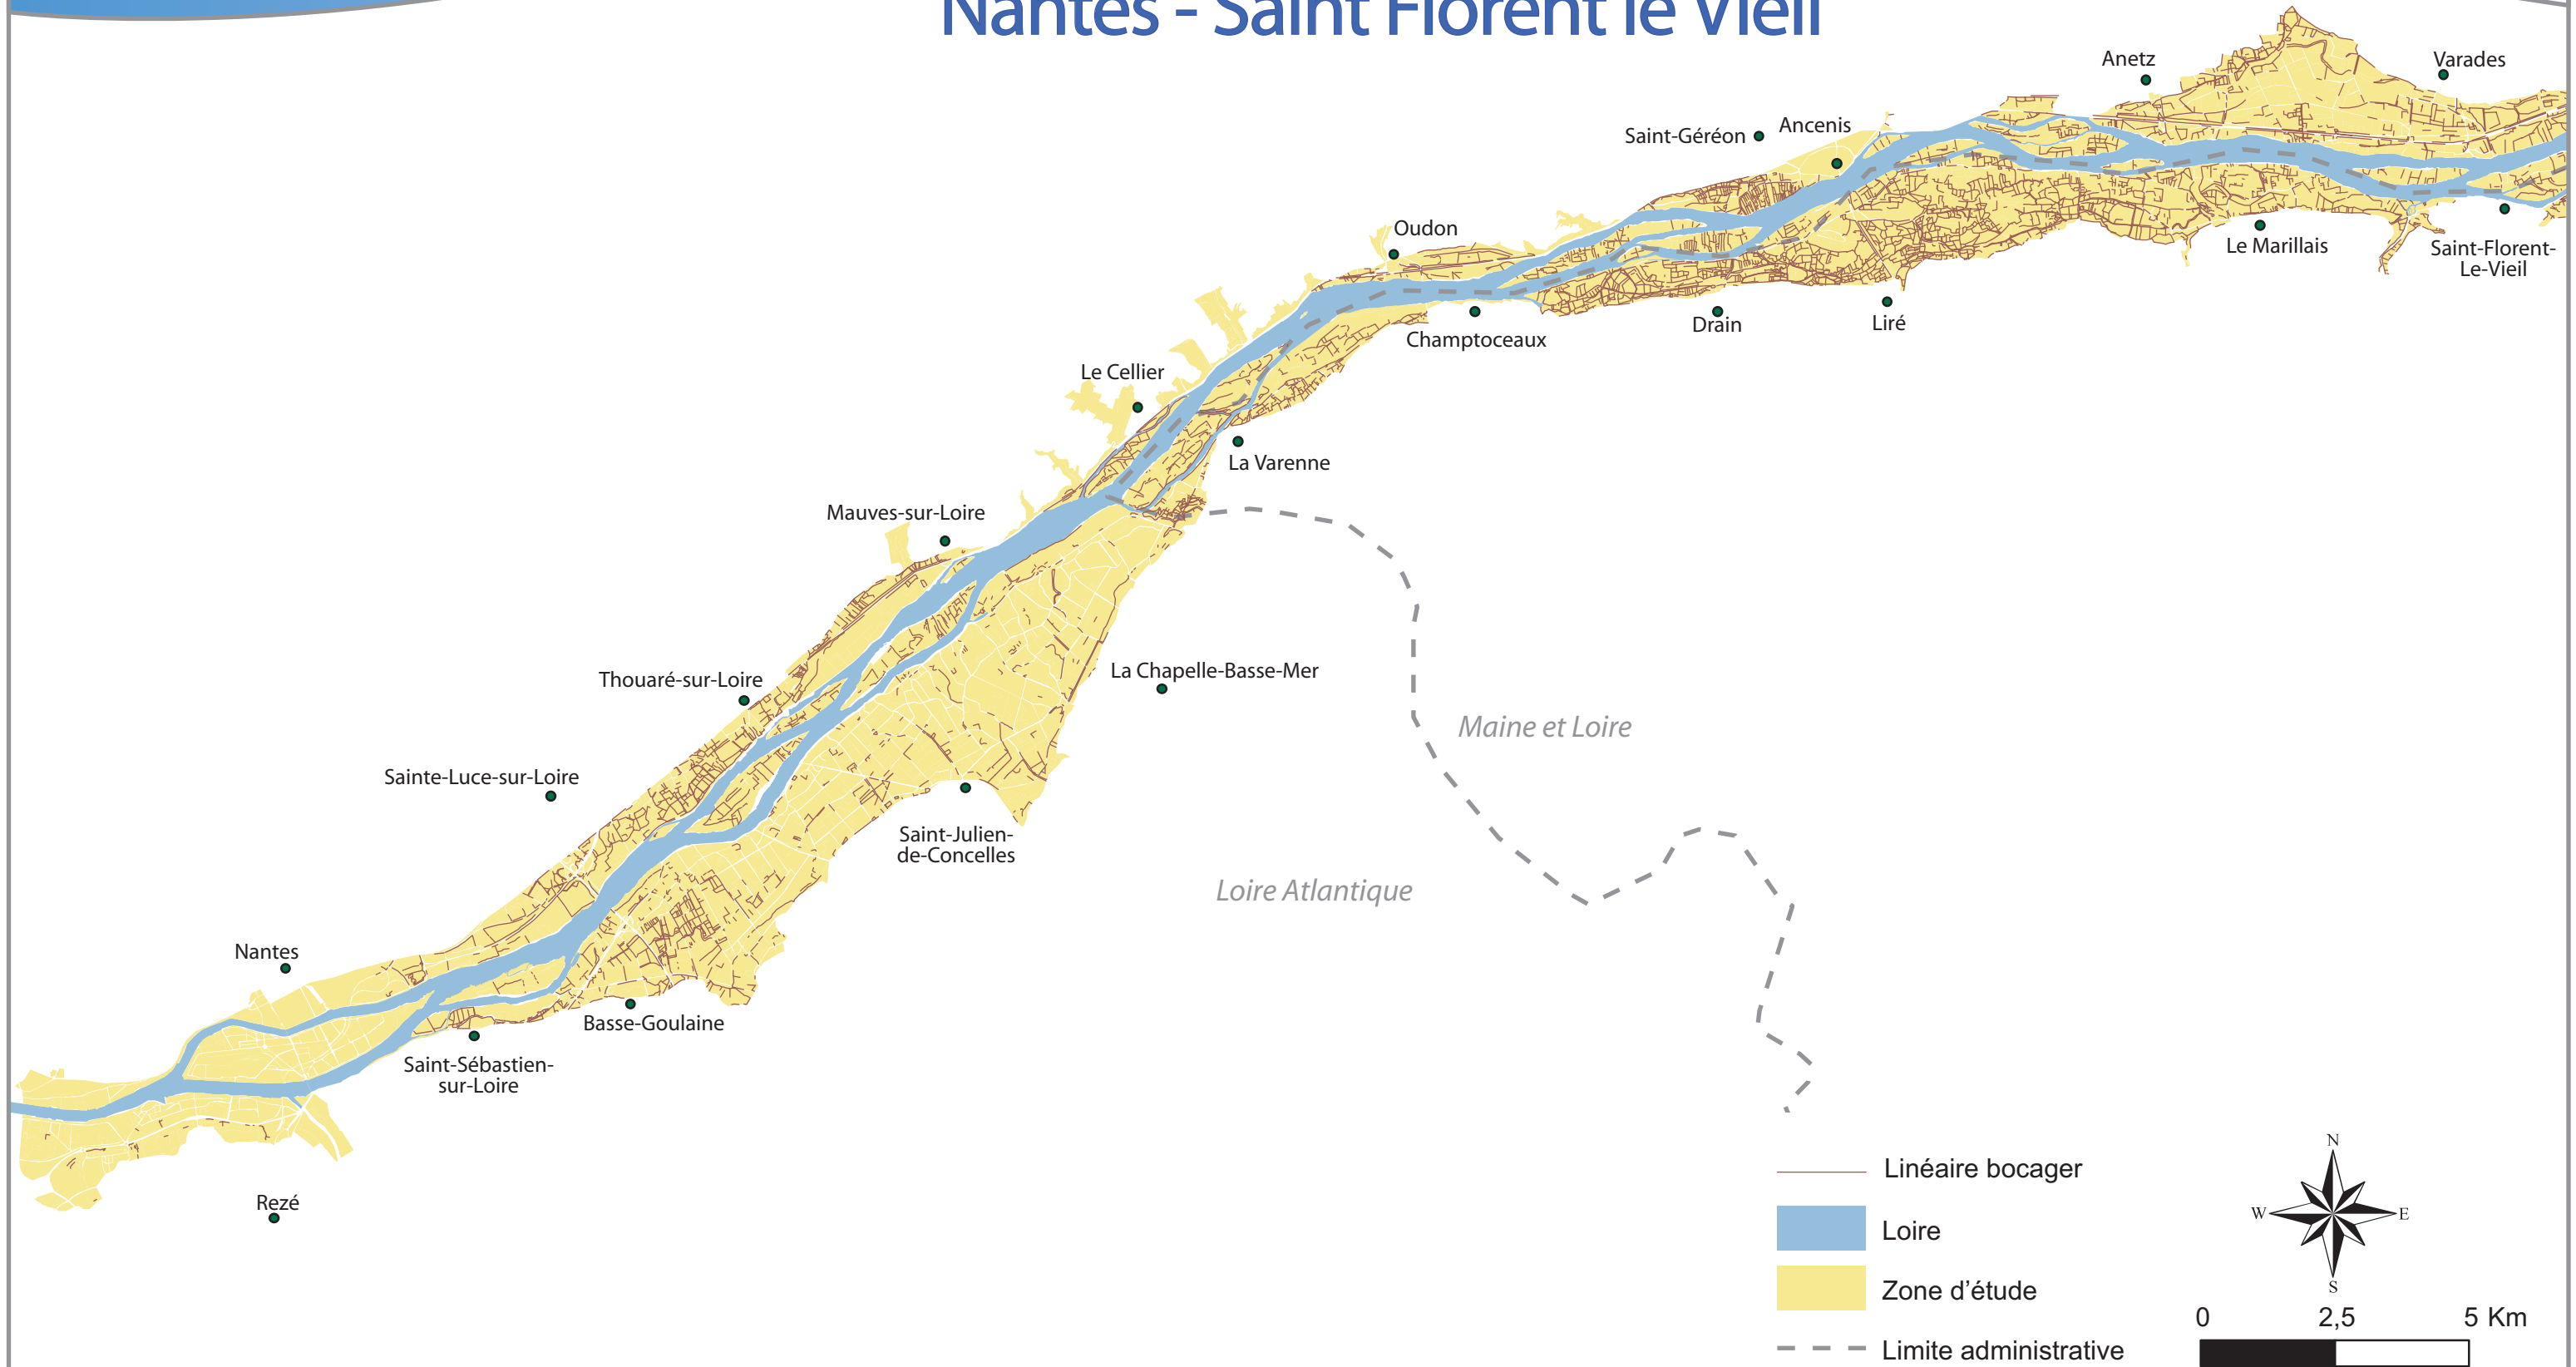 Nantes - Saint Florent le Vieil
Anetz
Varades
Saint-Géréon
Ancenis
Oudon
Le Marillais
Saint-Florent-
Le-Vieil
Champtoceaux
Drain
Liré
Le Cellier
La Varenne
Mauves-sur-Loire
Thouaré-sur-Loire
La Chapelle-Basse-Mer
Maine et Loire
Sainte-Luce-sur-Loire
Saint-Julien-
de-Concelles
Loire Atlantique
Nantes
Basse-Goulaine
Saint-Sébastien-
sur-Loire
Rezé
Linéaire bocager
Loire
Zone d'étude
Limite administrative
N
W
E
S
0 2,5 5 Km